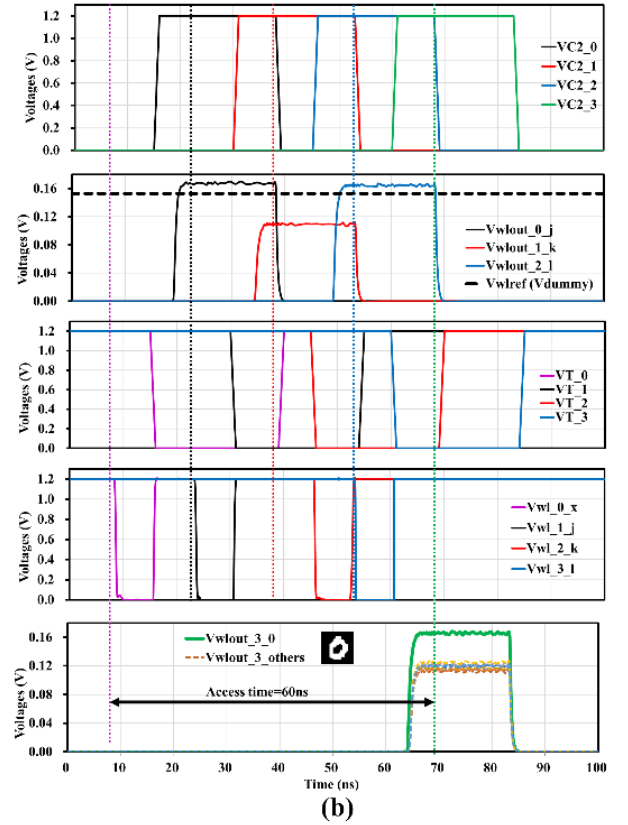 Voltages (V)
1.2
1.0
0.8
0.6
0.4
0.2
0.0
VC2_0
VC2_1
VC2_2
VC2_3
Voltages (V)
0.16
0.12
0.08
0.04
0.00
Vwlout_0_j
Vwlout_1_k
Vwlout_2_l
Vwlref (Vdummy)
Voltages (V)
1.2
1.0
0.8
0.6
0.4
0.2
0.0
VT_0
VT_1
VT_2
VT_3
Voltages (V)
1.2
1.0
0.8
0.6
0.4
0.2
0.0
Vwl_0_x
Vwl_1_j
Vwl_2_k
Vwl_3_l
Voltages (V)
0.16
0.12
0.08
0.04
0.00
Vwlout_3_0
Vwlout_3_others
0
Access time=60ns
0 10 20 30 40 50 60 70 80 90 100
Time (ns)
(b)